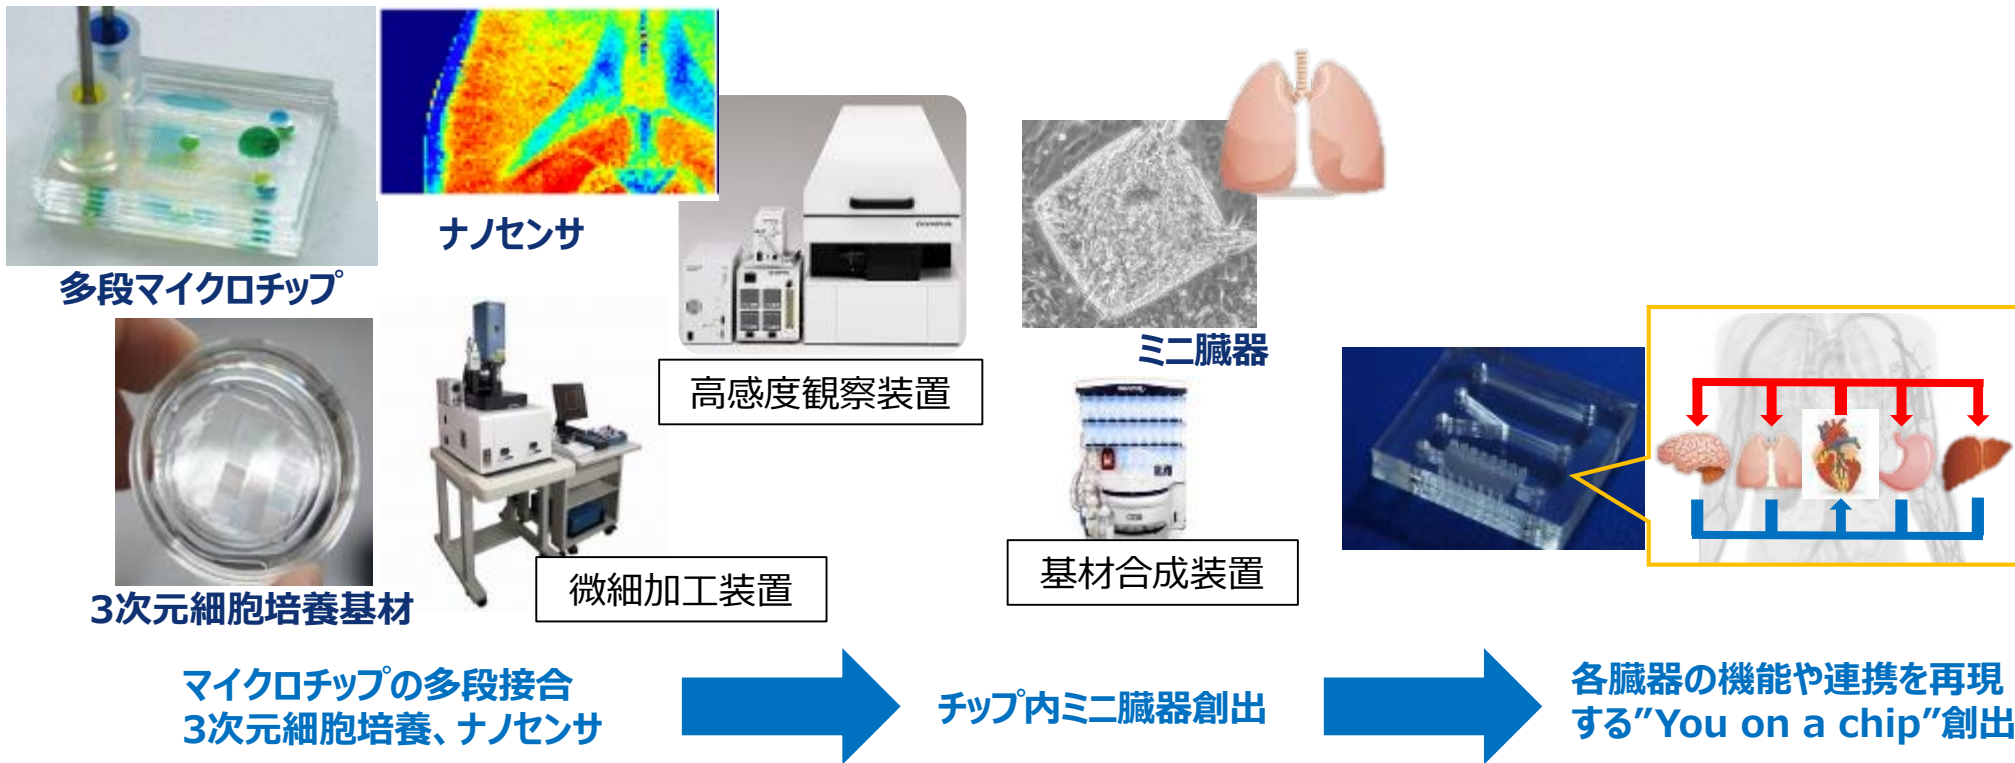 ナノセンサ
多段マイクロチップ
高感度観察装置
ミニ臓器
微細加工装置
基材合成装置
3次元細胞培養基材
マイクロチップの多段接合
3次元細胞培養、ナノセンサ
チップ内ミニ臓器創出
各臓器の機能や連携を再現
する”You on a chip”創出